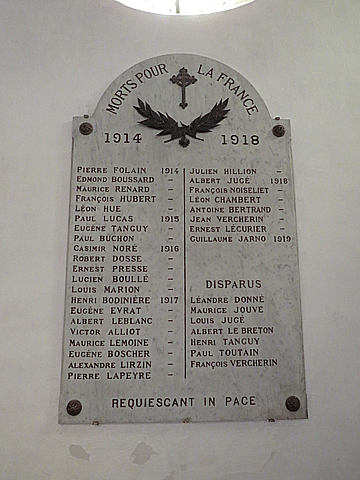 MORTS POUR LA FRANCE
1914 1918
PIERRE FOLAIN 1914
EDMOND BOUSSARD -
MAURICE RENARD -
FRANÇOIS HUBERT -
LÉON HUE -
PAUL LUCAS 1915
EUGÈNE TANGUY -
PAUL BUCHON -
CASIMIR NORÉ 1916
ROBERT DOSSE -
ERNEST PRESSE -
LUCIEN BOULLÉ -
LOUIS MARION -
HENRI BODINIÈRE 1917
EUGÈNE EVRAT -
ALBERT LEBLANC -
VICTOR ALLIOT -
MAURICE LEMOINE -
EUGÈNE BOSCHER -
ALEXANDRE LIRZIN -
PIERRE LAPEYRE -
JULIEN HILLION -
ALBERT JUGÉ 1918
FRANÇOIS NOISELIET -
LÉON CHAMBERT -
ANTOINE BERTRAND -
JEAN VERCHERIN -
ERNEST LÉCURIER -
GUILLAUME JARNO 1919
DISPARUS
LÉANDRE DONNÉ
MAURICE JOUVE
LOUIS JUGÉ
ALBERT LE BRETON
HENRI TANGUY
PAUL TOUTAIN
FRANÇOIS VERCHERIN
REQUIESCANT IN PACE